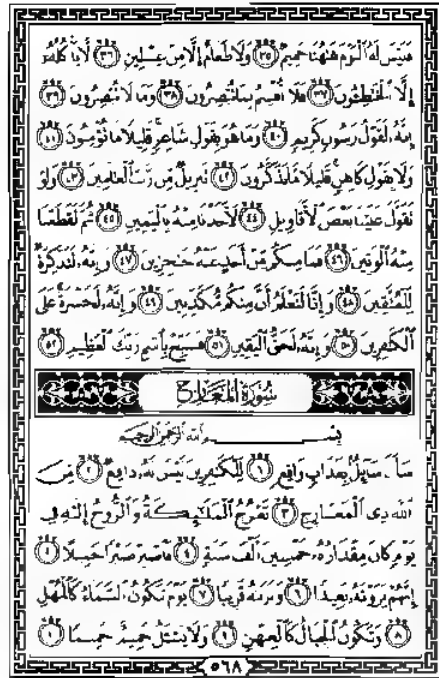 فَلَيْسَ لَهُ الْيَوْمَ هَٰهُنَا حَمِيمٌ ٣٥ وَلَا طَعَامٌ إِلَّا مِنْ غِسْلِينٍ ٣٦ لَّا يَأْكُلُهُ
إِلَّا الْخَاطِئُونَ ٣٧ فَلَا أُقْسِمُ بِمَا تُبْصِرُونَ ٣٨ وَمَا لَا تُبْصِرُونَ ٣٩
إِنَّهُ لَقَوْلُ رَسُولٍ كَرِيمٍ ٤٠ وَمَا هُوَ بِقَوْلِ شَاعِرٍ قَلِيلًا مَّا تُؤْمِنُونَ ٤١
وَلَا بِقَوْلِ كَاهِنٍ قَلِيلًا مَّا تَذَكَّرُونَ ٤٢ تَنزِيلٌ مِّن رَّبِّ الْعَالَمِينَ ٤٣ وَلَوْ
تَقَوَّلَ عَلَيْنَا بَعْضَ الْأَقَاوِيلِ ٤٤ لَأَخَذْنَا مِنْهُ بِالْيَمِينِ ٤٥ ثُمَّ لَقَطَعْنَا
مِنْهُ الْوَتِينَ ٤٦ فَمَا مِنكُم مِّنْ أَحَدٍ عَنْهُ حَاجِزِينَ ٤٧ وَإِنَّهُ لَتَذْكِرَةٌ
لِّلْمُتَّقِينَ ٤٨ وَإِنَّا لَنَعْلَمُ أَنَّ مِنكُم مُّكَذِّبِينَ ٤٩ وَإِنَّهُ لَحَسْرَةٌ عَلَى
الْكَافِرِينَ ٥٠ وَإِنَّهُ لَحَقُّ الْيَقِينِ ٥١ فَسَبِّحْ بِاسْمِ رَبِّكَ الْعَظِيمِ ٥٢
سُورَةُ الْمَعَارِجِ
بِسْمِ اللَّهِ الرَّحْمَٰنِ الرَّحِيمِ
سَأَلَ سَائِلٌ بِعَذَابٍ وَاقِعٍ ١ لِّلْكَافِرِينَ لَيْسَ لَهُ دَافِعٌ ٢ مِّنَ
اللَّهِ ذِي الْمَعَارِجِ ٣ تَعْرُجُ الْمَلَائِكَةُ وَالرُّوحُ إِلَيْهِ فِي
يَوْمٍ كَانَ مِقْدَارُهُ خَمْسِينَ أَلْفَ سَنَةٍ ٤ فَاصْبِرْ صَبْرًا جَمِيلًا ٥
إِنَّهُمْ يَرَوْنَهُ بَعِيدًا ٦ وَنَرَاهُ قَرِيبًا ٧ يَوْمَ تَكُونُ السَّمَاءُ كَالْمُهْلِ
٨ وَتَكُونُ الْجِبَالُ كَالْعِهْنِ ٩ وَلَا يَسْأَلُ حَمِيمٌ حَمِيمًا ١٠
٥٦٨